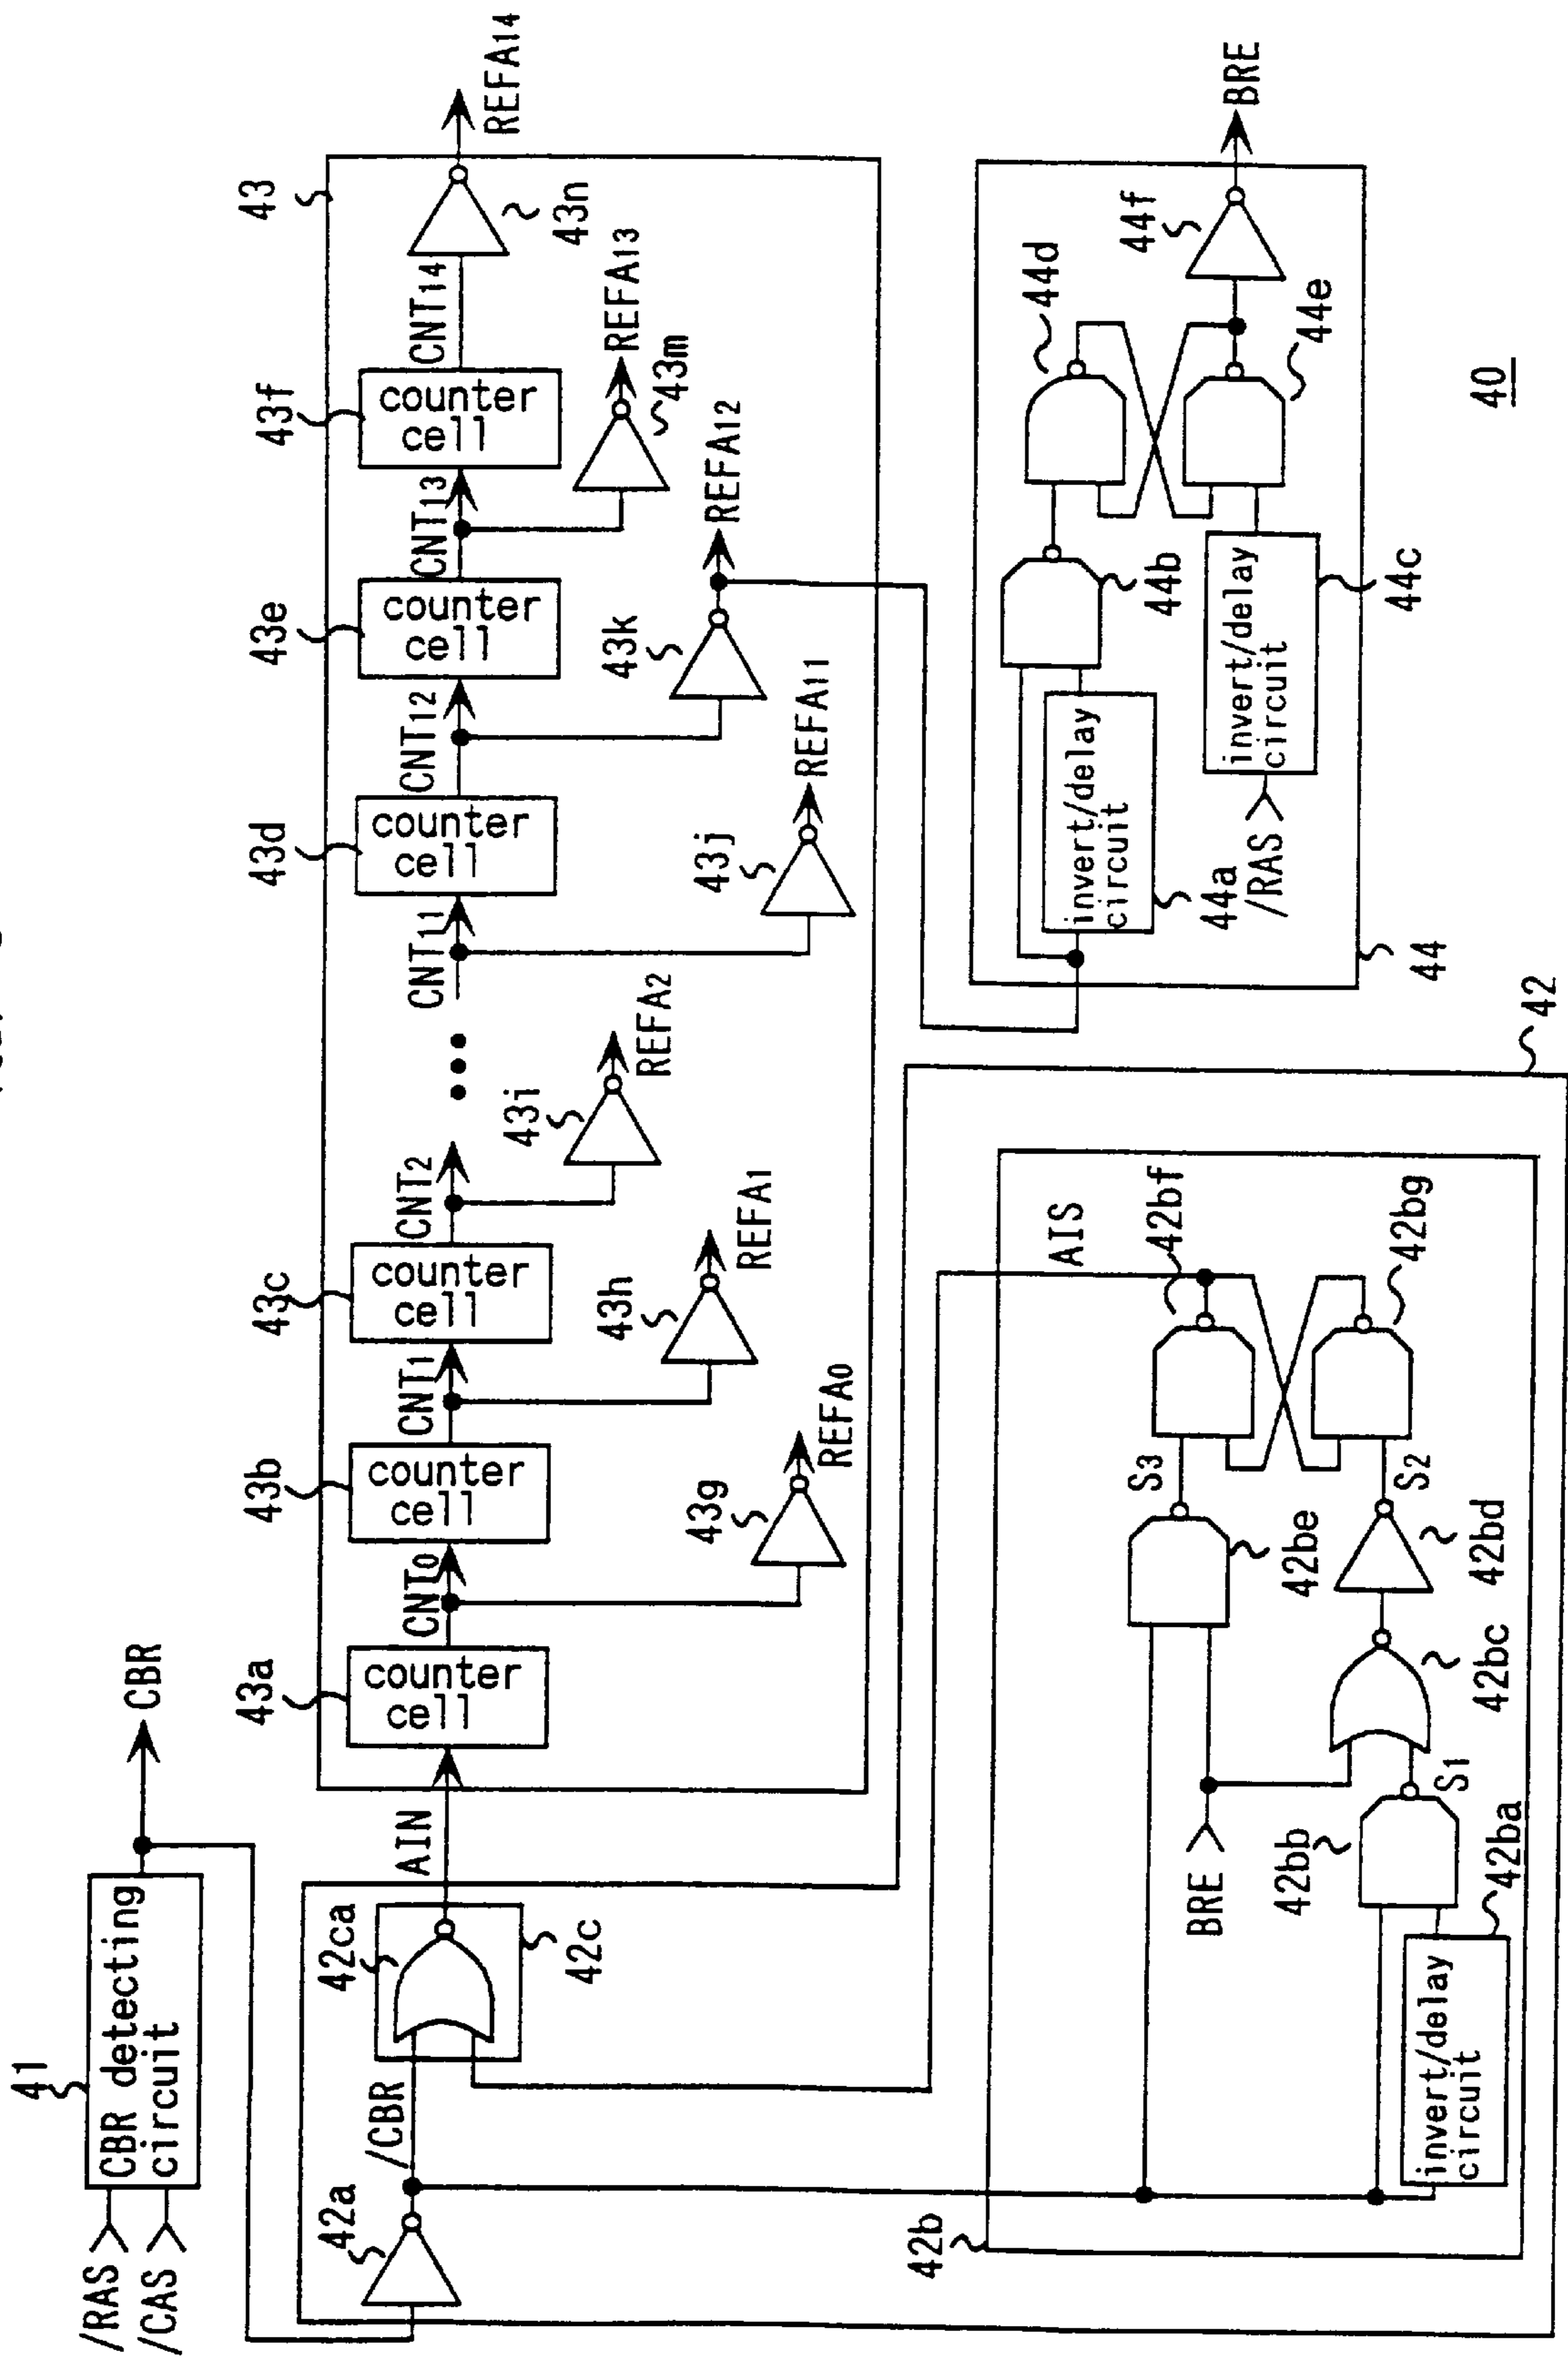 41
/RAS
/CAS
CBR detecting
circuit
CBR
42a
/CBR
42ca
42c
AIN
43
43a
counter
cell
CNT0
43b
counter
cell
CNT1
43c
counter
cell
CNT2
CNT11
43d
counter
cell
CNT12
43e
counter
cell
CNT13
43f
counter
cell
CNT14
43n
REFA14
43g
REFA0
43h
REFA1
43i
REFA2
43j
REFA11
43k
REFA12
43m
REFA13
42
42b
AIS
invert/delay
circuit
42ba
42bb
S1
BRE
42bc
42bd
S2
42be
S3
42bf
42bg
44
invert/delay
circuit
44a
44b
/RAS
invert/delay
circuit
44c
44d
44e
44f
BRE
40